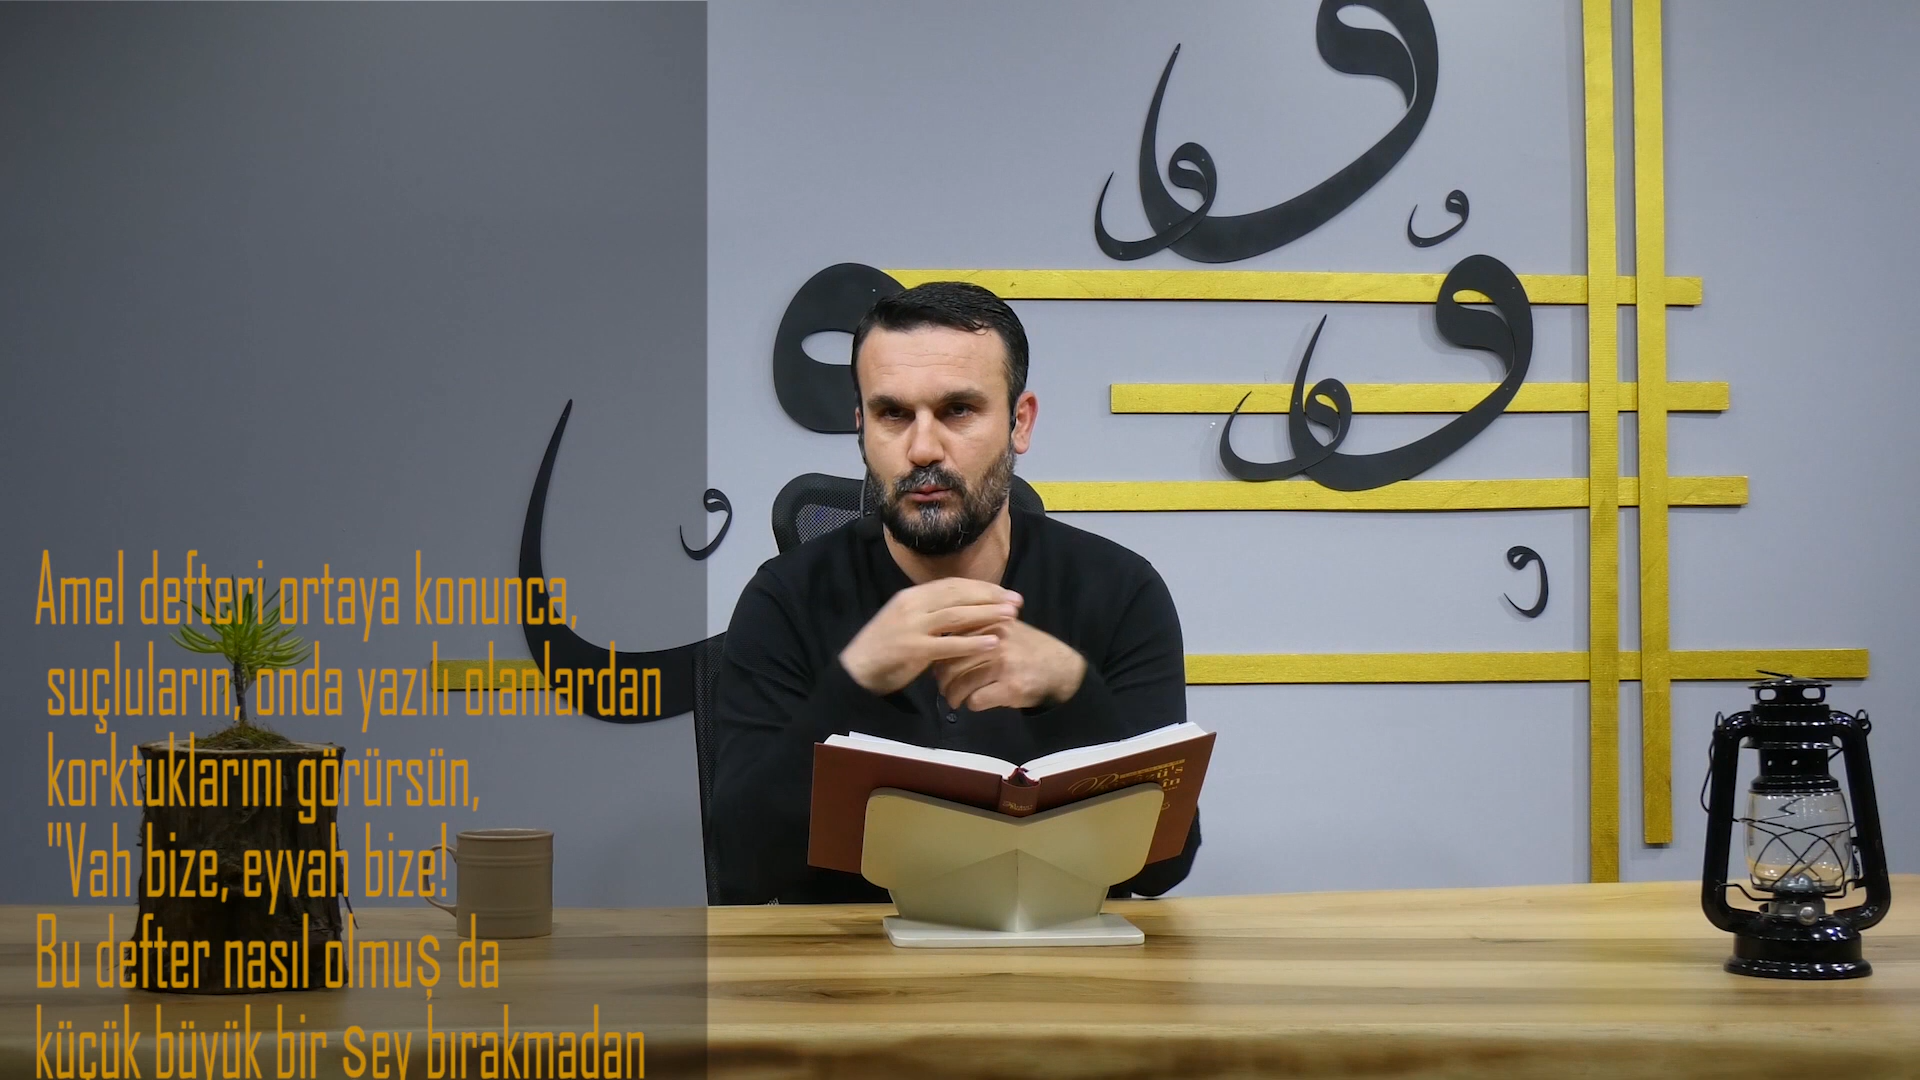 Amel defteri ortaya konunca,
suçluların, onda yazılı olanlardan
korktuklarını görürsün,
"Vah bize, eyvah bize!
Bu defter nasıl olmuş da
küçük büyük bir şey bırakmadan
و
و
و
و
و
و
و
و
و